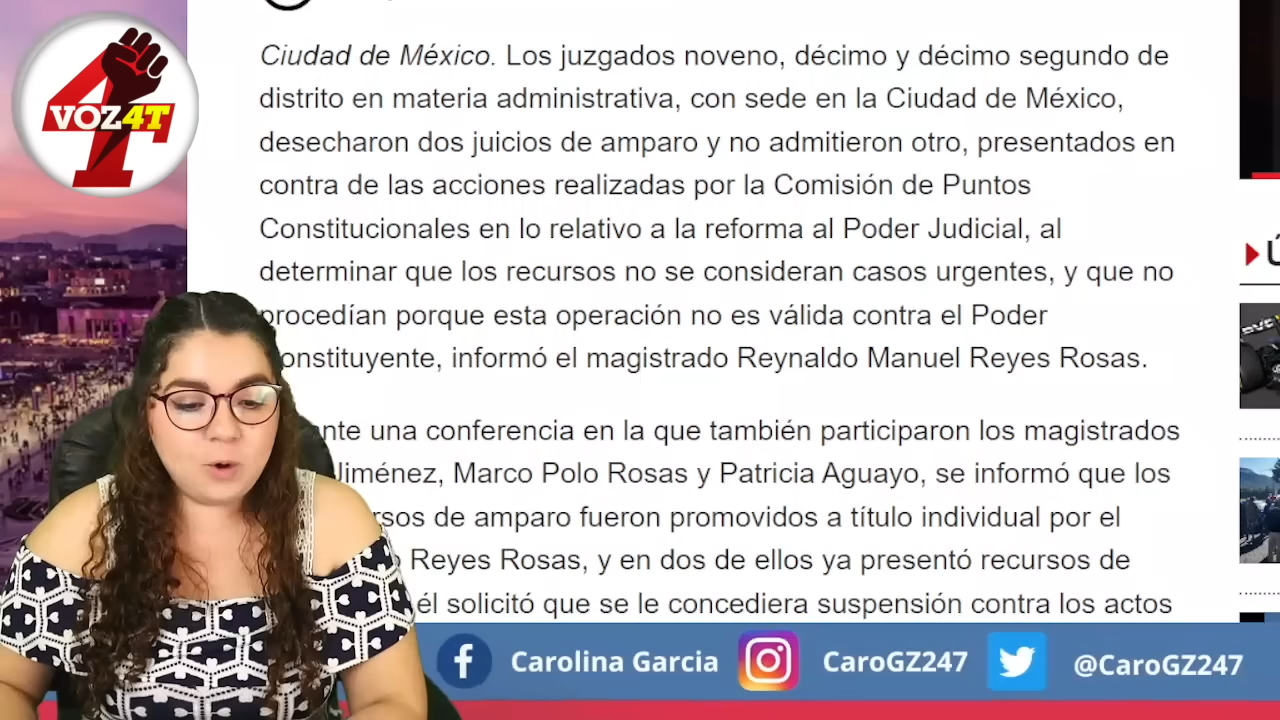 4
VOZ4T
Ciudad de México. Los juzgados noveno, décimo y décimo segundo de
distrito en materia administrativa, con sede en la Ciudad de México,
desecharon dos juicios de amparo y no admitieron otro, presentados en
contra de las acciones realizadas por la Comisión de Puntos
Constitucionales en lo relativo a la reforma al Poder Judicial, al
determinar que los recursos no se consideran casos urgentes, y que no
procedían porque esta operación no es válida contra el Poder
onstituyente, informó el magistrado Reynaldo Manuel Reyes Rosas.
nte una conferencia en la que también participaron los magistrados
Jiménez, Marco Polo Rosas y Patricia Aguayo, se informó que los
rsos de amparo fueron promovidos a título individual por el
Reyes Rosas, y en dos de ellos ya presentó recursos de
él solicitó que se le concediera suspensión contra los actos
Carolina Garcia
CaroGZ247
@CaroGZ247